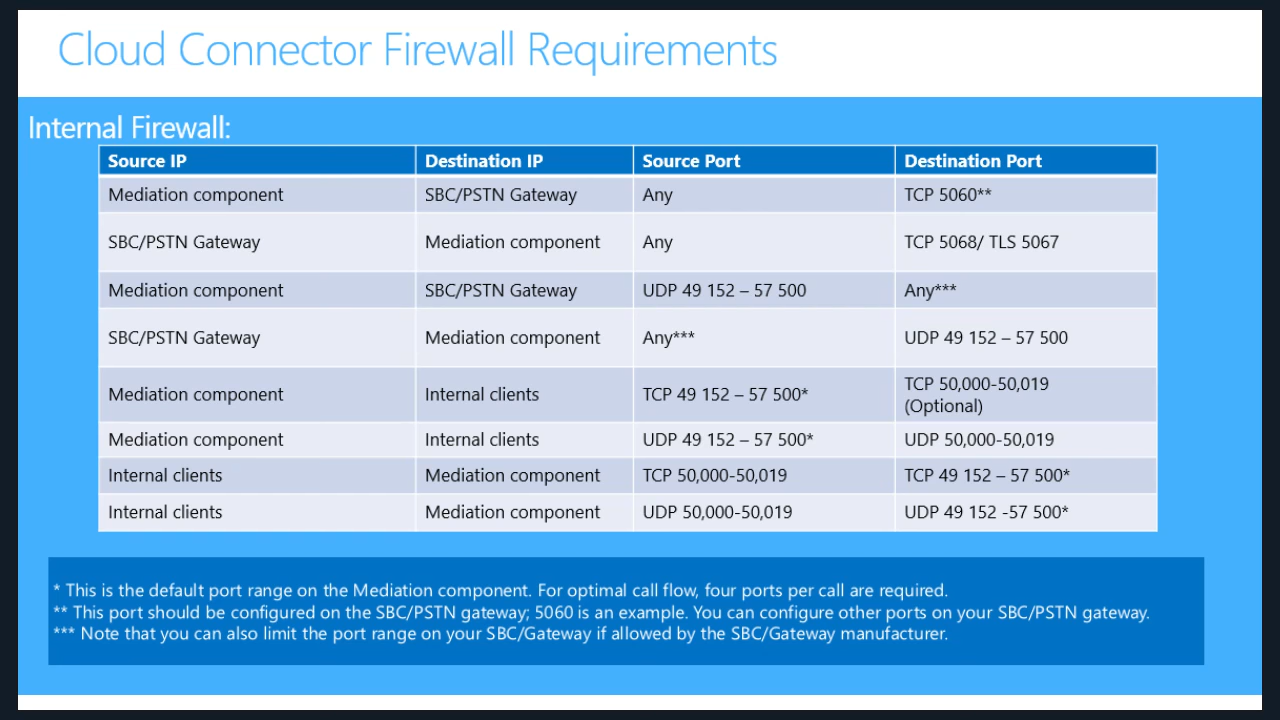 Cloud Connector Firewall Requirements
Internal Firewall:
Source IP Destination IP Source Port Destination Port
Mediation component SBC/PSTN Gateway Any TCP 5060**
SBC/PSTN Gateway Mediation component Any TCP 5068/ TLS 5067
Mediation component SBC/PSTN Gateway UDP 49 152 – 57 500 Any***
SBC/PSTN Gateway Mediation component Any*** UDP 49 152 – 57 500
Mediation component Internal clients TCP 49 152 – 57 500* TCP 50,000-50,019
(Optional)
Mediation component Internal clients UDP 49 152 – 57 500* UDP 50,000-50,019
Internal clients Mediation component TCP 50,000-50,019 TCP 49 152 – 57 500*
Internal clients Mediation component UDP 50,000-50,019 UDP 49 152 -57 500*
* This is the default port range on the Mediation component. For optimal call flow, four ports per call are required.
** This port should be configured on the SBC/PSTN gateway; 5060 is an example. You can configure other ports on your SBC/PSTN gateway.
*** Note that you can also limit the port range on your SBC/Gateway if allowed by the SBC/Gateway manufacturer.